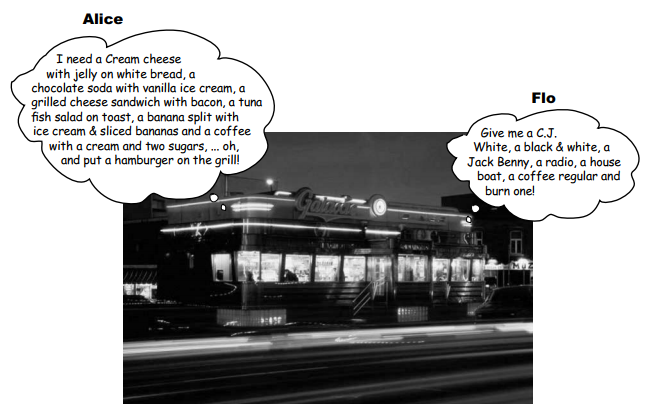 Alice
I need a Cream cheese
with jelly on white bread, a
chocolate soda with vanilla ice cream, a
grilled cheese sandwich with bacon, a tuna
fish salad on toast, a banana split with
ice cream & sliced bananas and a coffee
with a cream and two sugars, ... oh,
and put a hamburger on the grill!
Flo
Give me a C.J.
White, a black & white, a
Jack Benny, a radio, a house
boat, a coffee regular and
burn one!